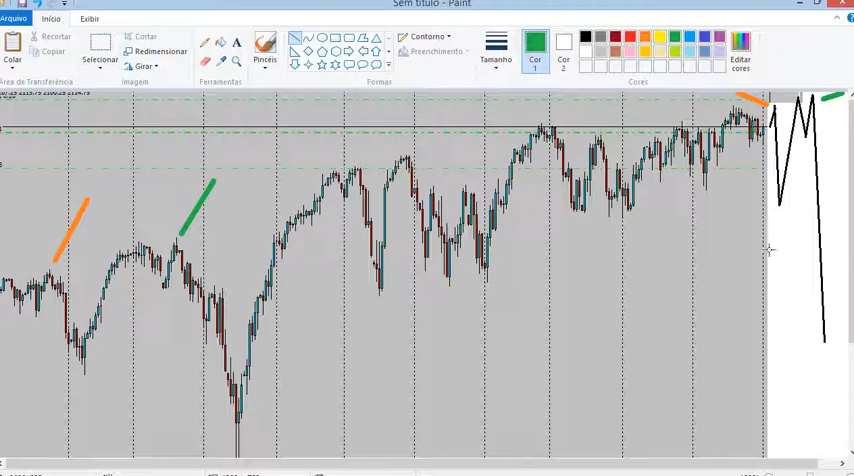 Sem título - Paint
Arquivo
Início
Exibir
Colar
Recortar
Copiar
Área de Transferência
Selecionar
Cortar
Redimensionar
Girar
Imagem
Ferramentas
Pincéis
Contorno
Preenchimento
Formas
Tamanho
Cor
1
Cor
2
Editar
cores
Cores